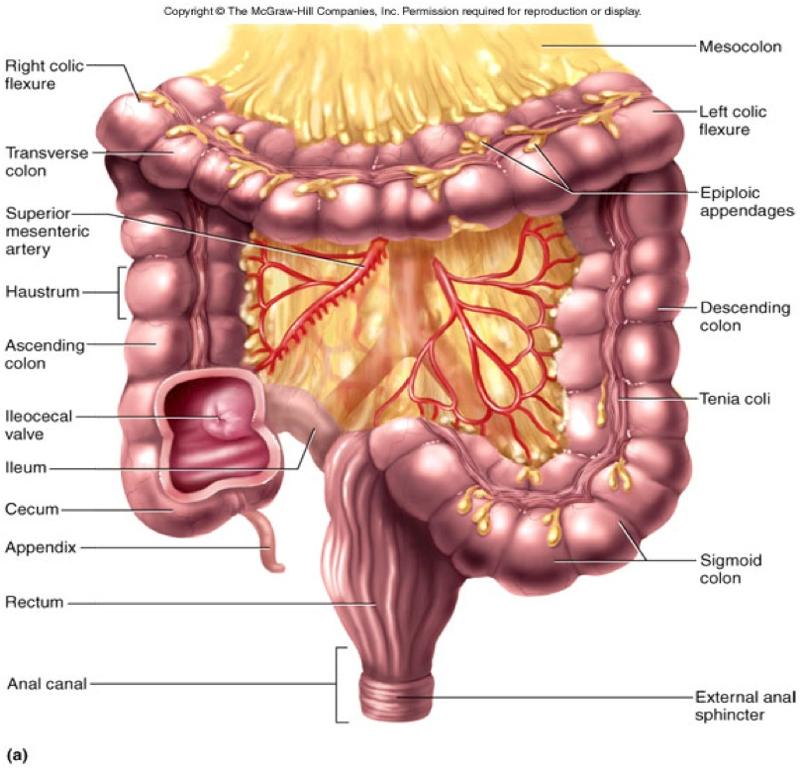 Copyright © The McGraw-Hill Companies, Inc. Permission required for reproduction or display.
Right colic
flexure
Transverse
colon
Superior
mesenteric
artery
Haustrum
Ascending
colon
Ileocecal
valve
Ileum
Cecum
Appendix
Rectum
Anal canal
Mesocolon
Left colic
flexure
Epiploic
appendages
Descending
colon
Tenia coli
Sigmoid
colon
External anal
sphincter
(a)